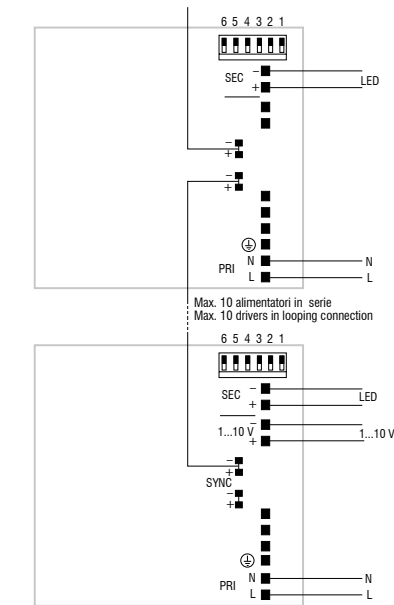 6 5 4 3 2 1
–
SEC
LED
+
–
+
–
+
N
N
PRI
L
L
Max. 10 alimentatori in serie
Max. 10 drivers in looping connection
6 5 4 3 2 1
–
SEC
LED
+
–
1...10 V
1...10 V
+
–
+
SYNC
–
+
N
N
PRI
L
L